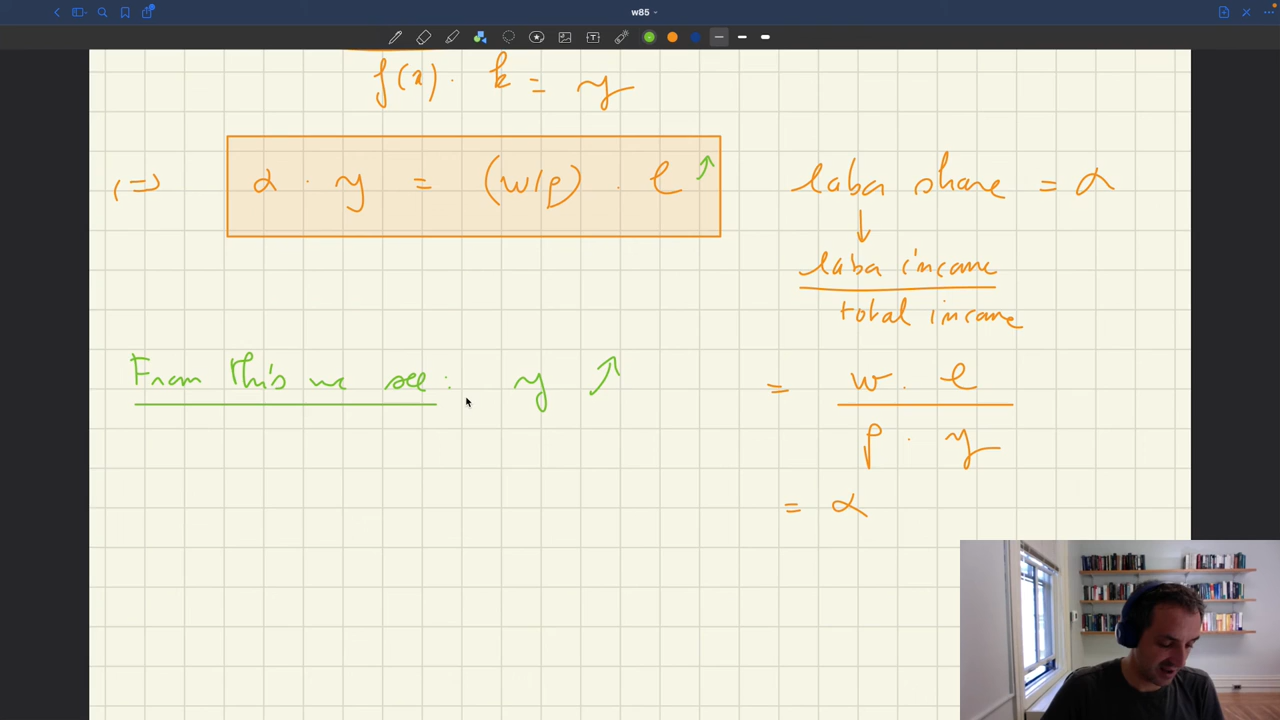 w85
f(x) · k = y
(=) α · y = (w/p) · l ↗
labor share = α
↓
labor income
total income
= w · l
p · y
= α
From this we see : y ↗